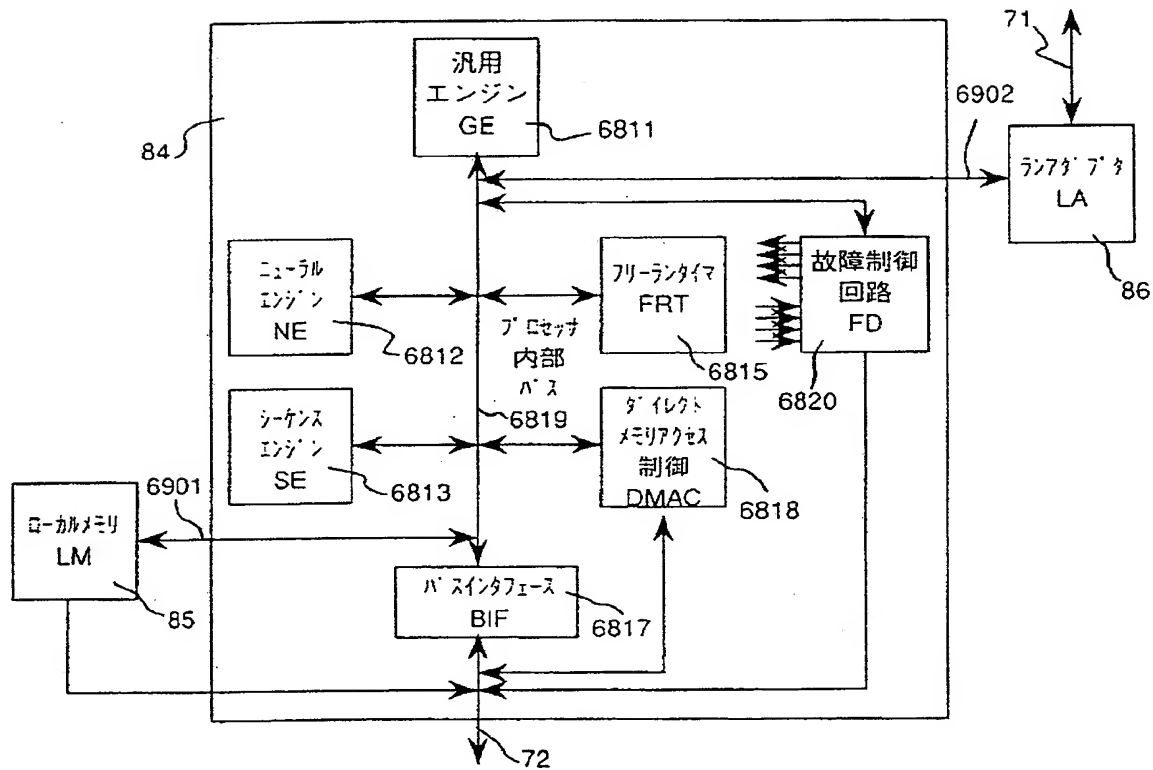 71
汎用
エンジン
GE
6811
6902
84
ランアダプタ
LA
86
ニューラル
エンジン
NE
6812
フリーランタイマ
FRT
6815
故障制御
回路
FD
6820
プロセッサ
内部
バス
6819
シーケンス
エンジン
SE
6813
ダイレクト
メモリアクセス
制御
DMAC
6818
6901
ローカルメモリ
LM
85
バスインタフェース
BIF
6817
72